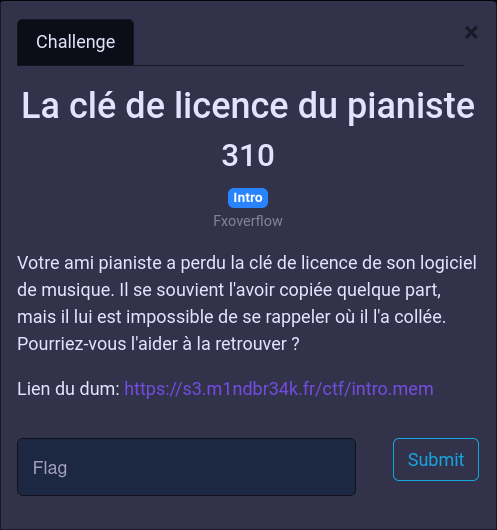 Challenge
×
La clé de licence du pianiste
310
Intro
Fxoverflow
Votre ami pianiste a perdu la clé de licence de son logiciel
de musique. Il se souvient l'avoir copiée quelque part,
mais il lui est impossible de se rappeler où il l'a collée.
Pourriez-vous l'aider à la retrouver ?
Lien du dum: https://s3.m1ndbr34k.fr/ctf/intro.mem
Flag
Submit